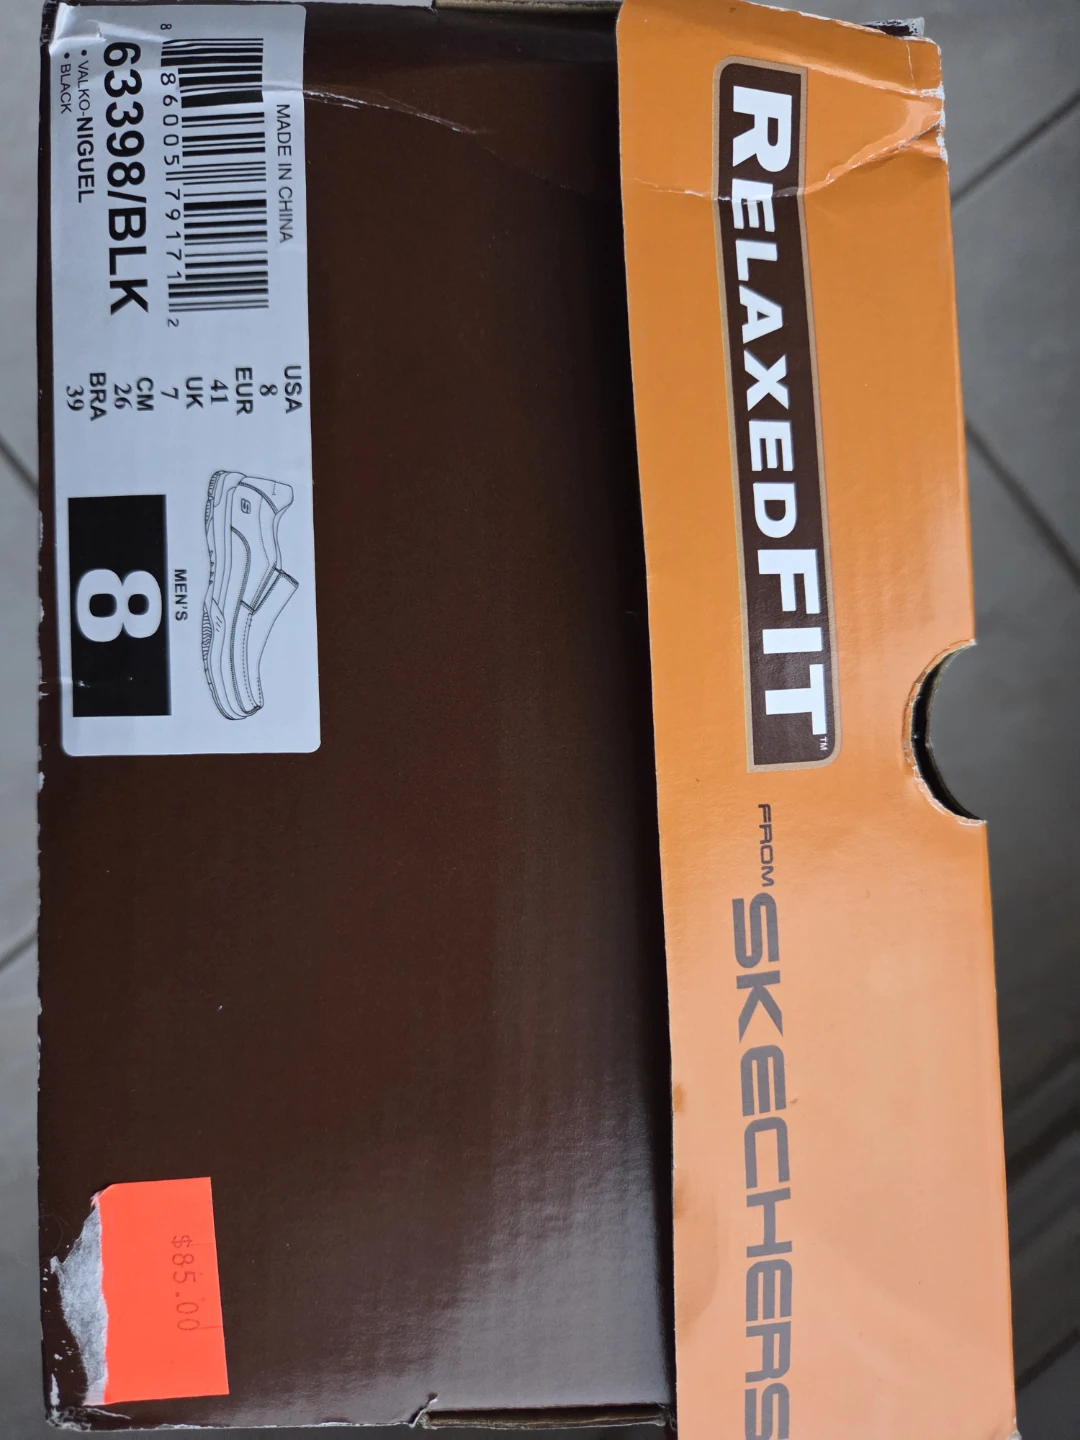 RELAXEDFIT™
FROM SKECHERS
MADE IN CHINA
8 86005 79171 2
63398/BLK
• VALKO-NIGUEL
• BLACK
USA
8
EUR
41
UK
7
CM
26
BRA
39
S
MEN'S
8
$85.00